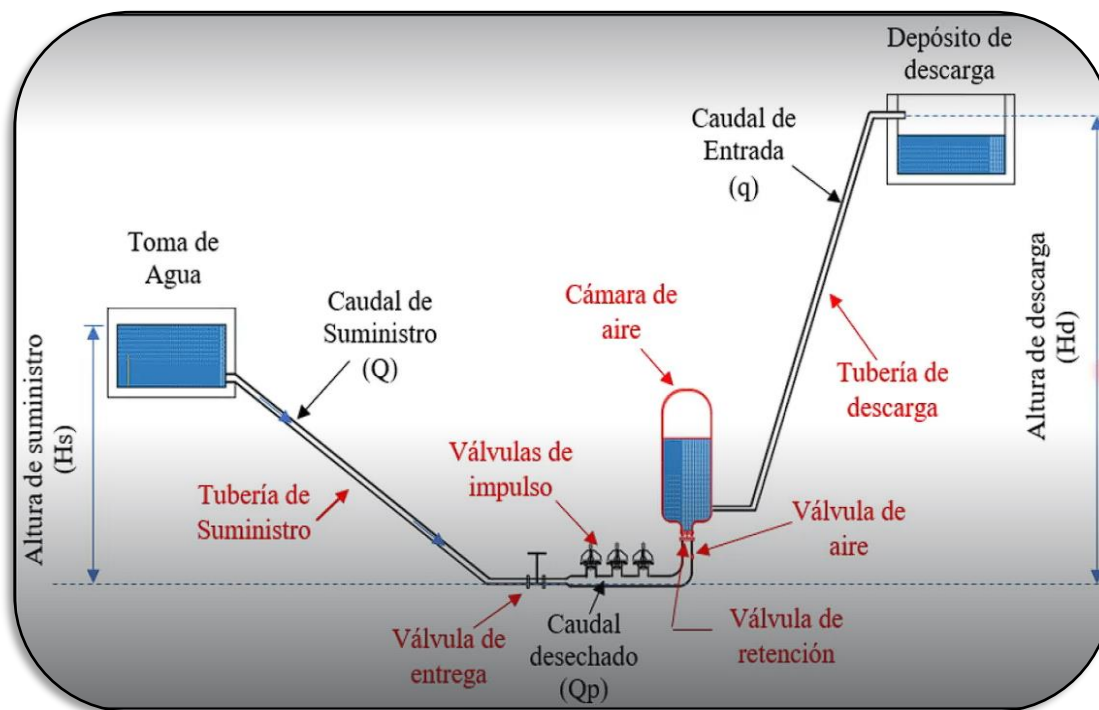 Depósito de
descarga
Caudal de
Entrada
(q)
Toma de
Agua
Caudal de
Suministro
(Q)
Cámara de
aire
Altura de suministro
(Hs)
Altura de descarga
(Hd)
Tubería de
descarga
Válvulas de
impulso
Tubería de
Suministro
Válvula de
aire
Válvula de
entrega
Caudal
desechado
(Qp)
Válvula de
retención